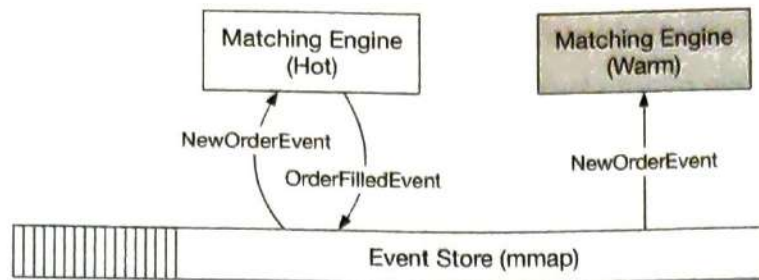 Matching Engine
(Hot)
Matching Engine
(Warm)
NewOrderEvent
OrderFilledEvent
NewOrderEvent
Event Store (mmap)